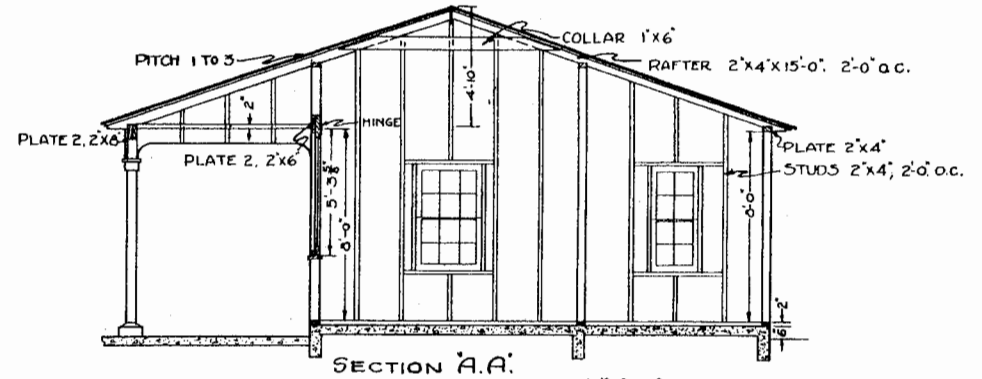 COLLAR 1"X6"
PITCH 1 TO 3
RAFTER 2"X4"X15'-0". 2'-0" O.C.
4'-10"
2"
HINGE
PLATE 2, 2"X8"
PLATE 2, 2"X6"
PLATE 2"X4"
STUDS 2"X4", 2'-0". O.C.
5'-3 5/8"
8'-0"
8'-0"
2"
6"
SECTION "A.A".